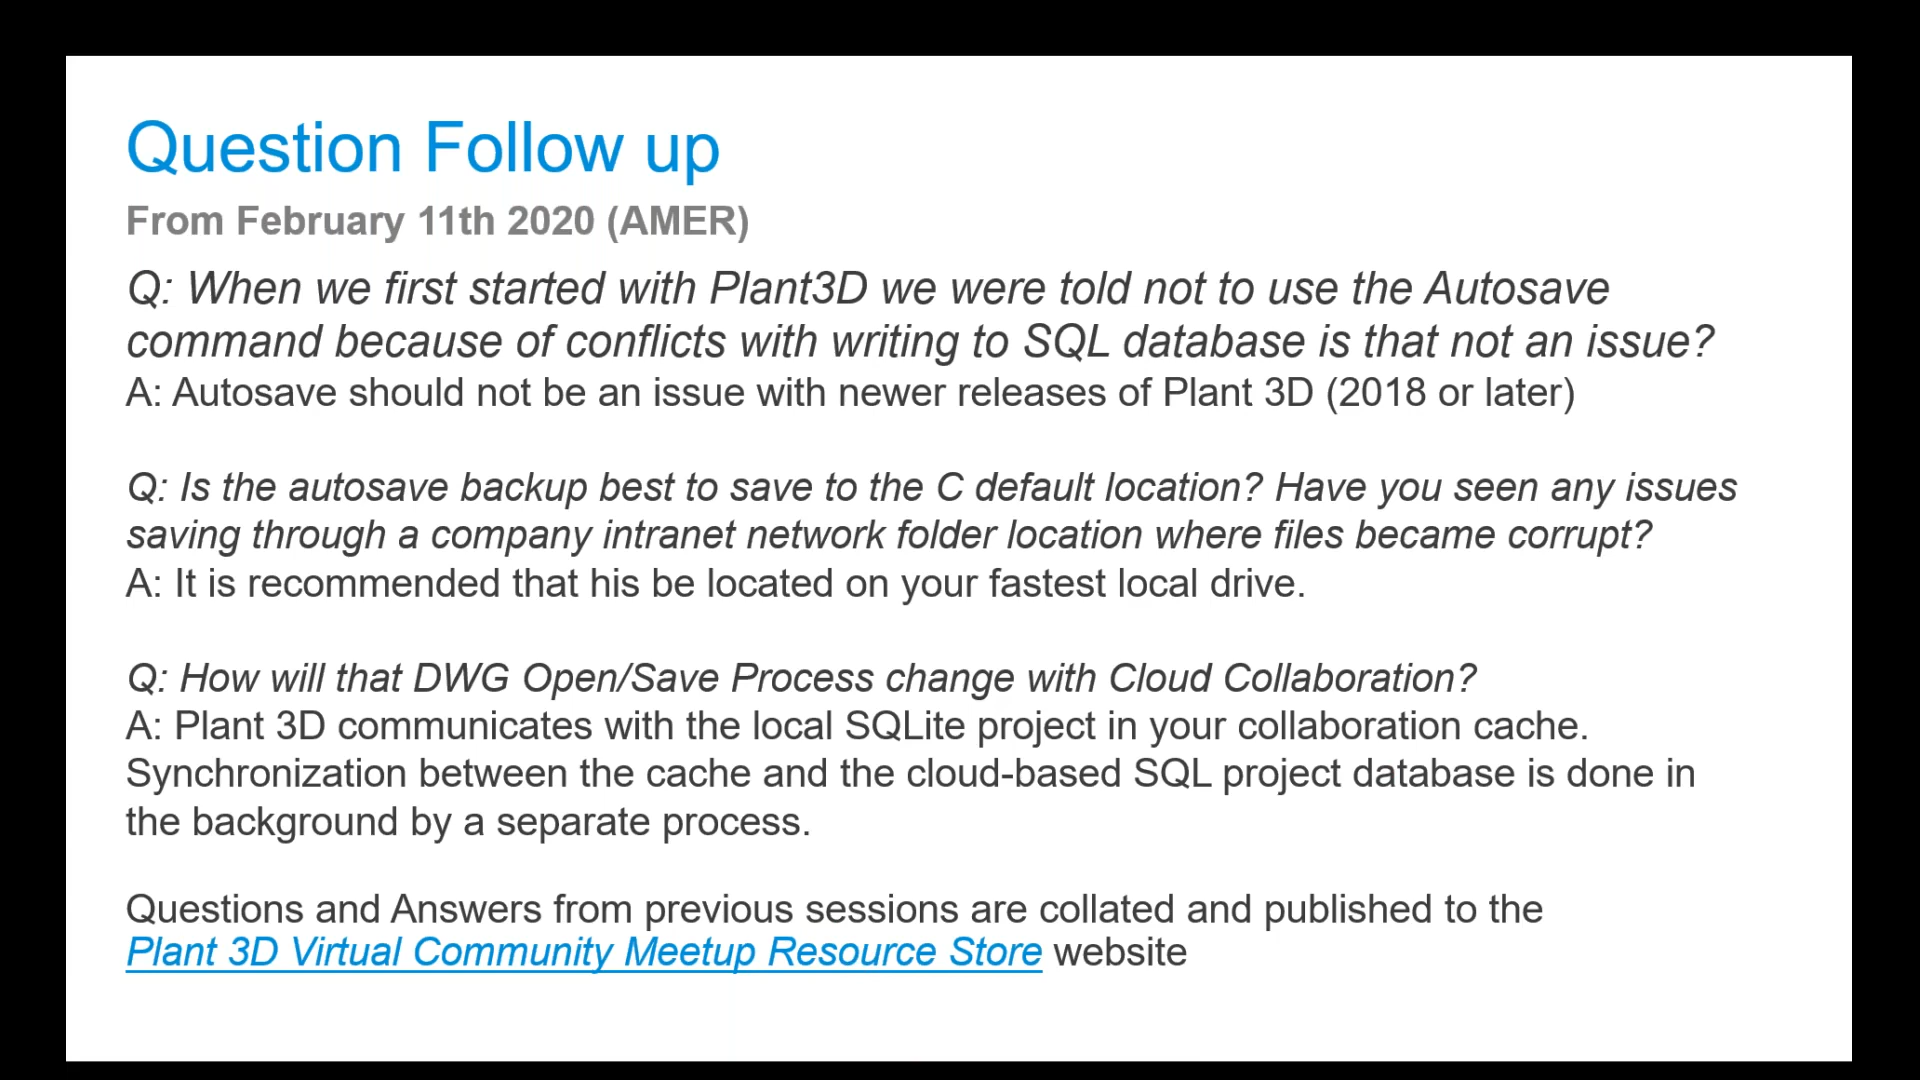 Question Follow up
From February 11th 2020 (AMER)
Q: When we first started with Plant3D we were told not to use the Autosave
command because of conflicts with writing to SQL database is that not an issue?
A: Autosave should not be an issue with newer releases of Plant 3D (2018 or later)
Q: Is the autosave backup best to save to the C default location? Have you seen any issues
saving through a company intranet network folder location where files became corrupt?
A: It is recommended that his be located on your fastest local drive.
Q: How will that DWG Open/Save Process change with Cloud Collaboration?
A: Plant 3D communicates with the local SQLite project in your collaboration cache.
Synchronization between the cache and the cloud-based SQL project database is done in
the background by a separate process.
Questions and Answers from previous sessions are collated and published to the
Plant 3D Virtual Community Meetup Resource Store website